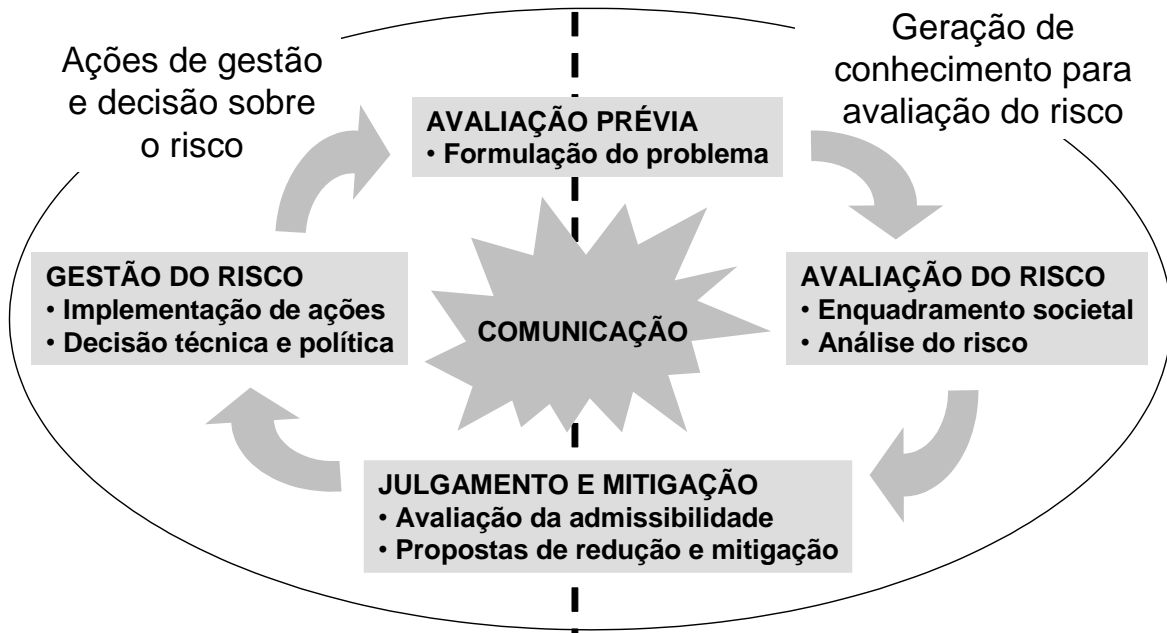 Ações de gestão
e decisão sobre
o risco
Geração de
conhecimento para
avaliação do risco
AVALIAÇÃO PRÉVIA
• Formulação do problema
GESTÃO DO RISCO
• Implementação de ações
• Decisão técnica e política
COMUNICAÇÃO
AVALIAÇÃO DO RISCO
• Enquadramento societal
• Análise do risco
JULGAMENTO E MITIGAÇÃO
• Avaliação da admissibilidade
• Propostas de redução e mitigação